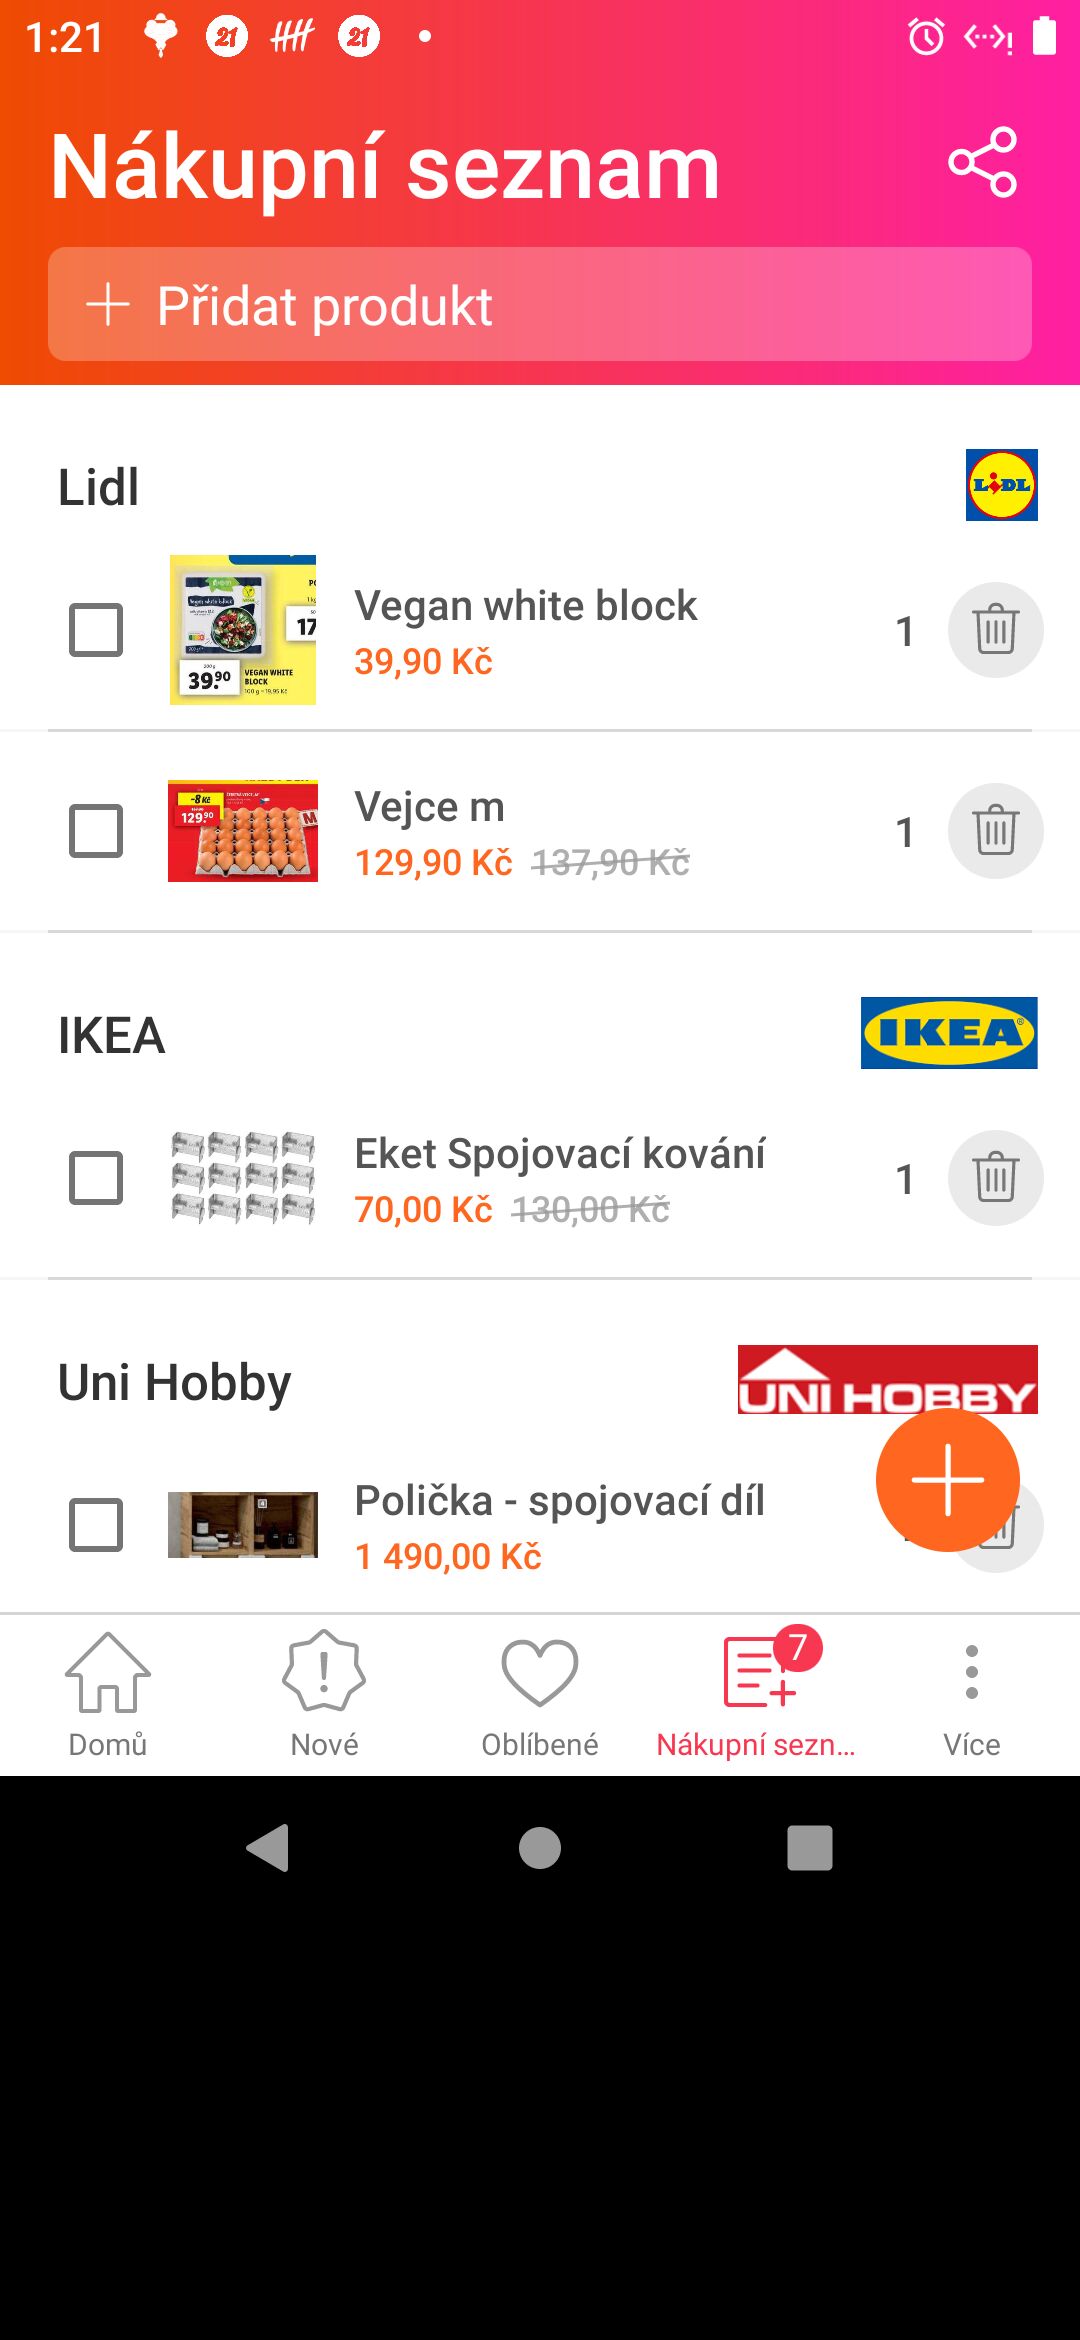 1:21
21
21
Nákupní seznam
Přidat produkt
Lidl
LIDL
Vegan white block
39,90 Kč
1
39.90
VEGAN WHITE
BLOCK
Vejce m
129,90 Kč 137,90 Kč
1
-8 Kč
129.90
IKEA
IKEA
Eket Spojovací kování
70,00 Kč 130,00 Kč
1
Uni Hobby
UNI HOBBY
Polička - spojovací díl
1 490,00 Kč
7
Domů
Nové
Oblíbené
Nákupní sezn...
Více